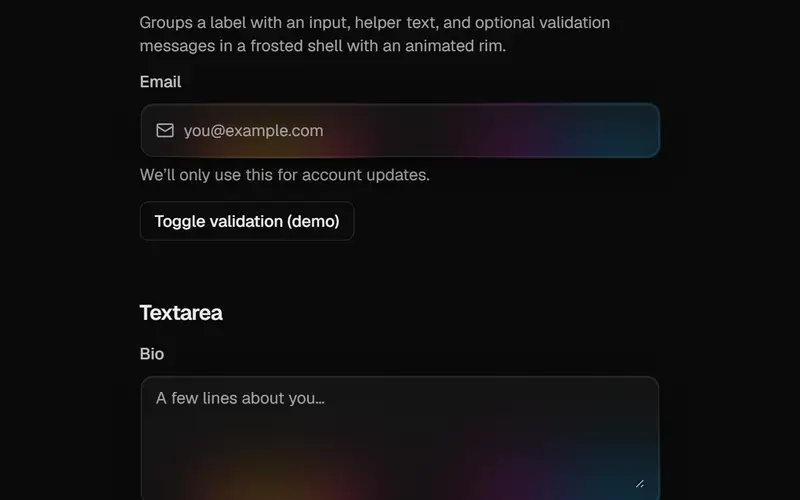 Groups a label with an input, helper text, and optional validation
messages in a frosted shell with an animated rim.
Email
you@example.com
We’ll only use this for account updates.
Toggle validation (demo)
Textarea
Bio
A few lines about you…